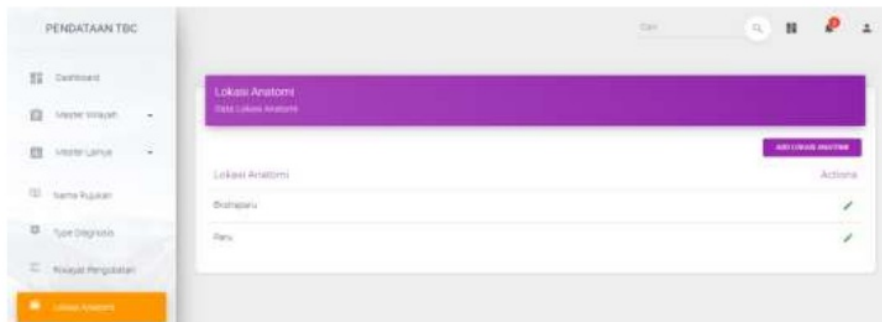 PENDATAAN TBC
Cari
Dashboard
Master Wilayah
Master Lainya
Nama Rujukan
Type Diagnosis
Riwayat Pengobatan
Lokasi Anatomi
Lokasi Anatomi
Data Lokasi Anatomi
ADD LOKASI ANATOMI
Lokasi Anatomi
Actions
Ekstraparu
Paru